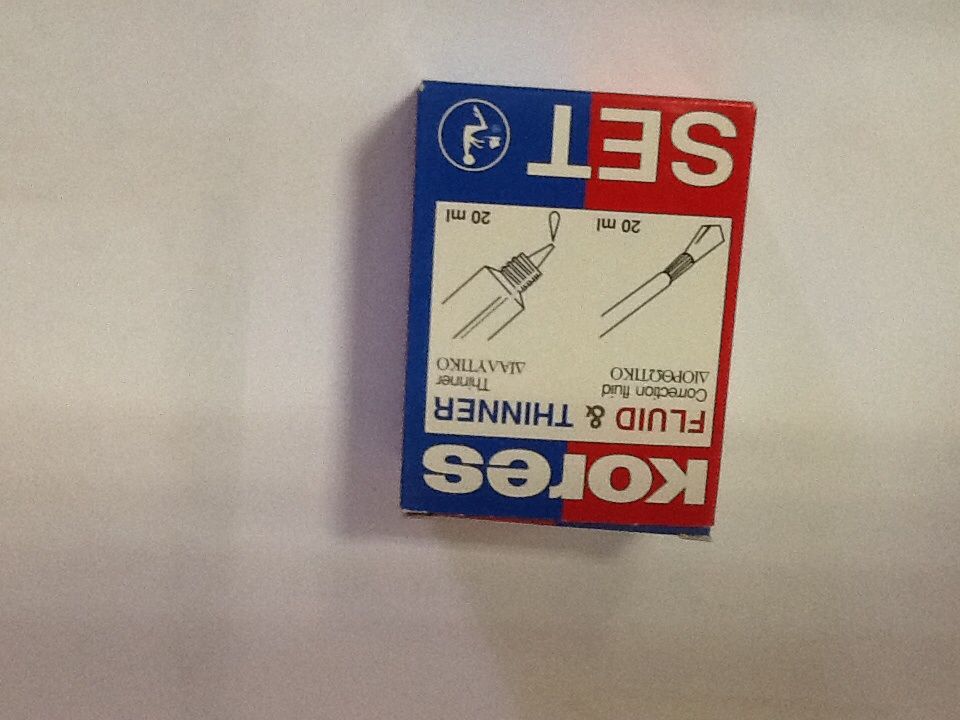 Kores
FLUID & THINNER
Correction fluid
ΔΙΟΡΘΩΤΙΚΟ
Thinner
ΔΙΑΛΥΤΙΚΟ
20 ml
20 ml
SET